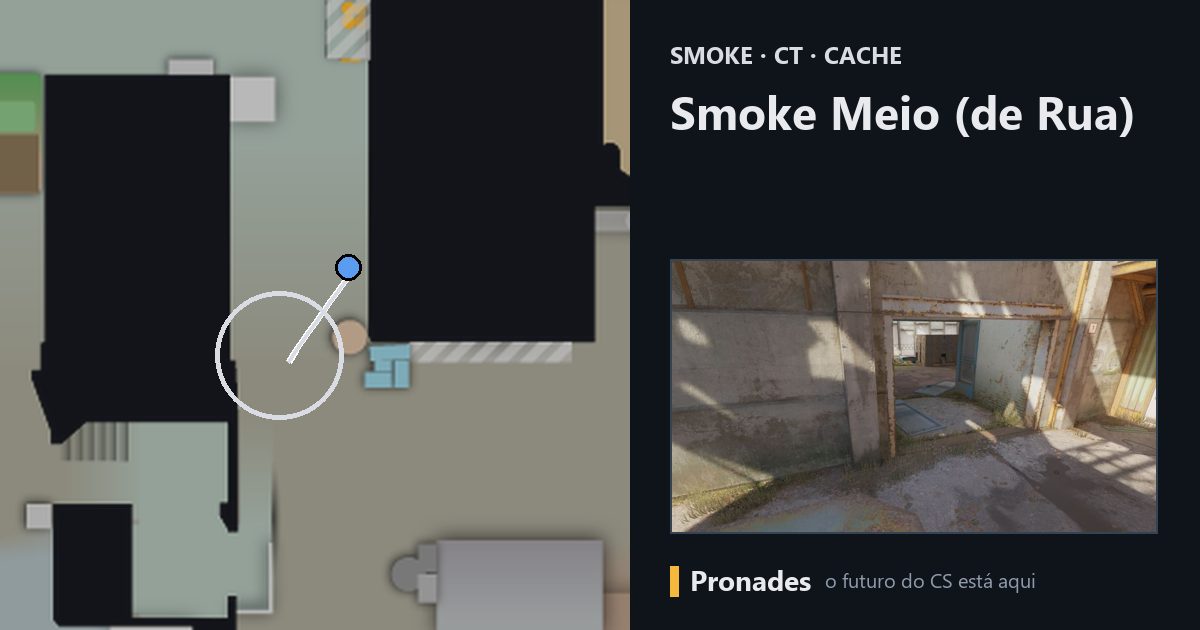 SMOKE · CT · CACHE
Smoke Meio (de Rua)
Pronades o futuro do CS está aqui